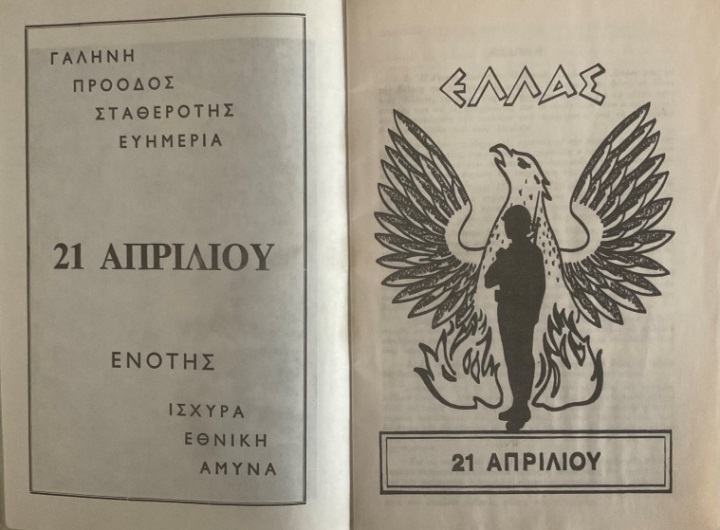 ΓΑΛΗΝΗ
ΠΡΟΟΔΟΣ
ΣΤΑΘΕΡΟΤΗΣ
ΕΥΗΜΕΡΙΑ
21 ΑΠΡΙΛΙΟΥ
ΕΝΟΤΗΣ
ΙΣΧΥΡΑ
ΕΘΝΙΚΗ
ΑΜΥΝΑ
ΕΛΛΑΣ
21 ΑΠΡΙΛΙΟΥ